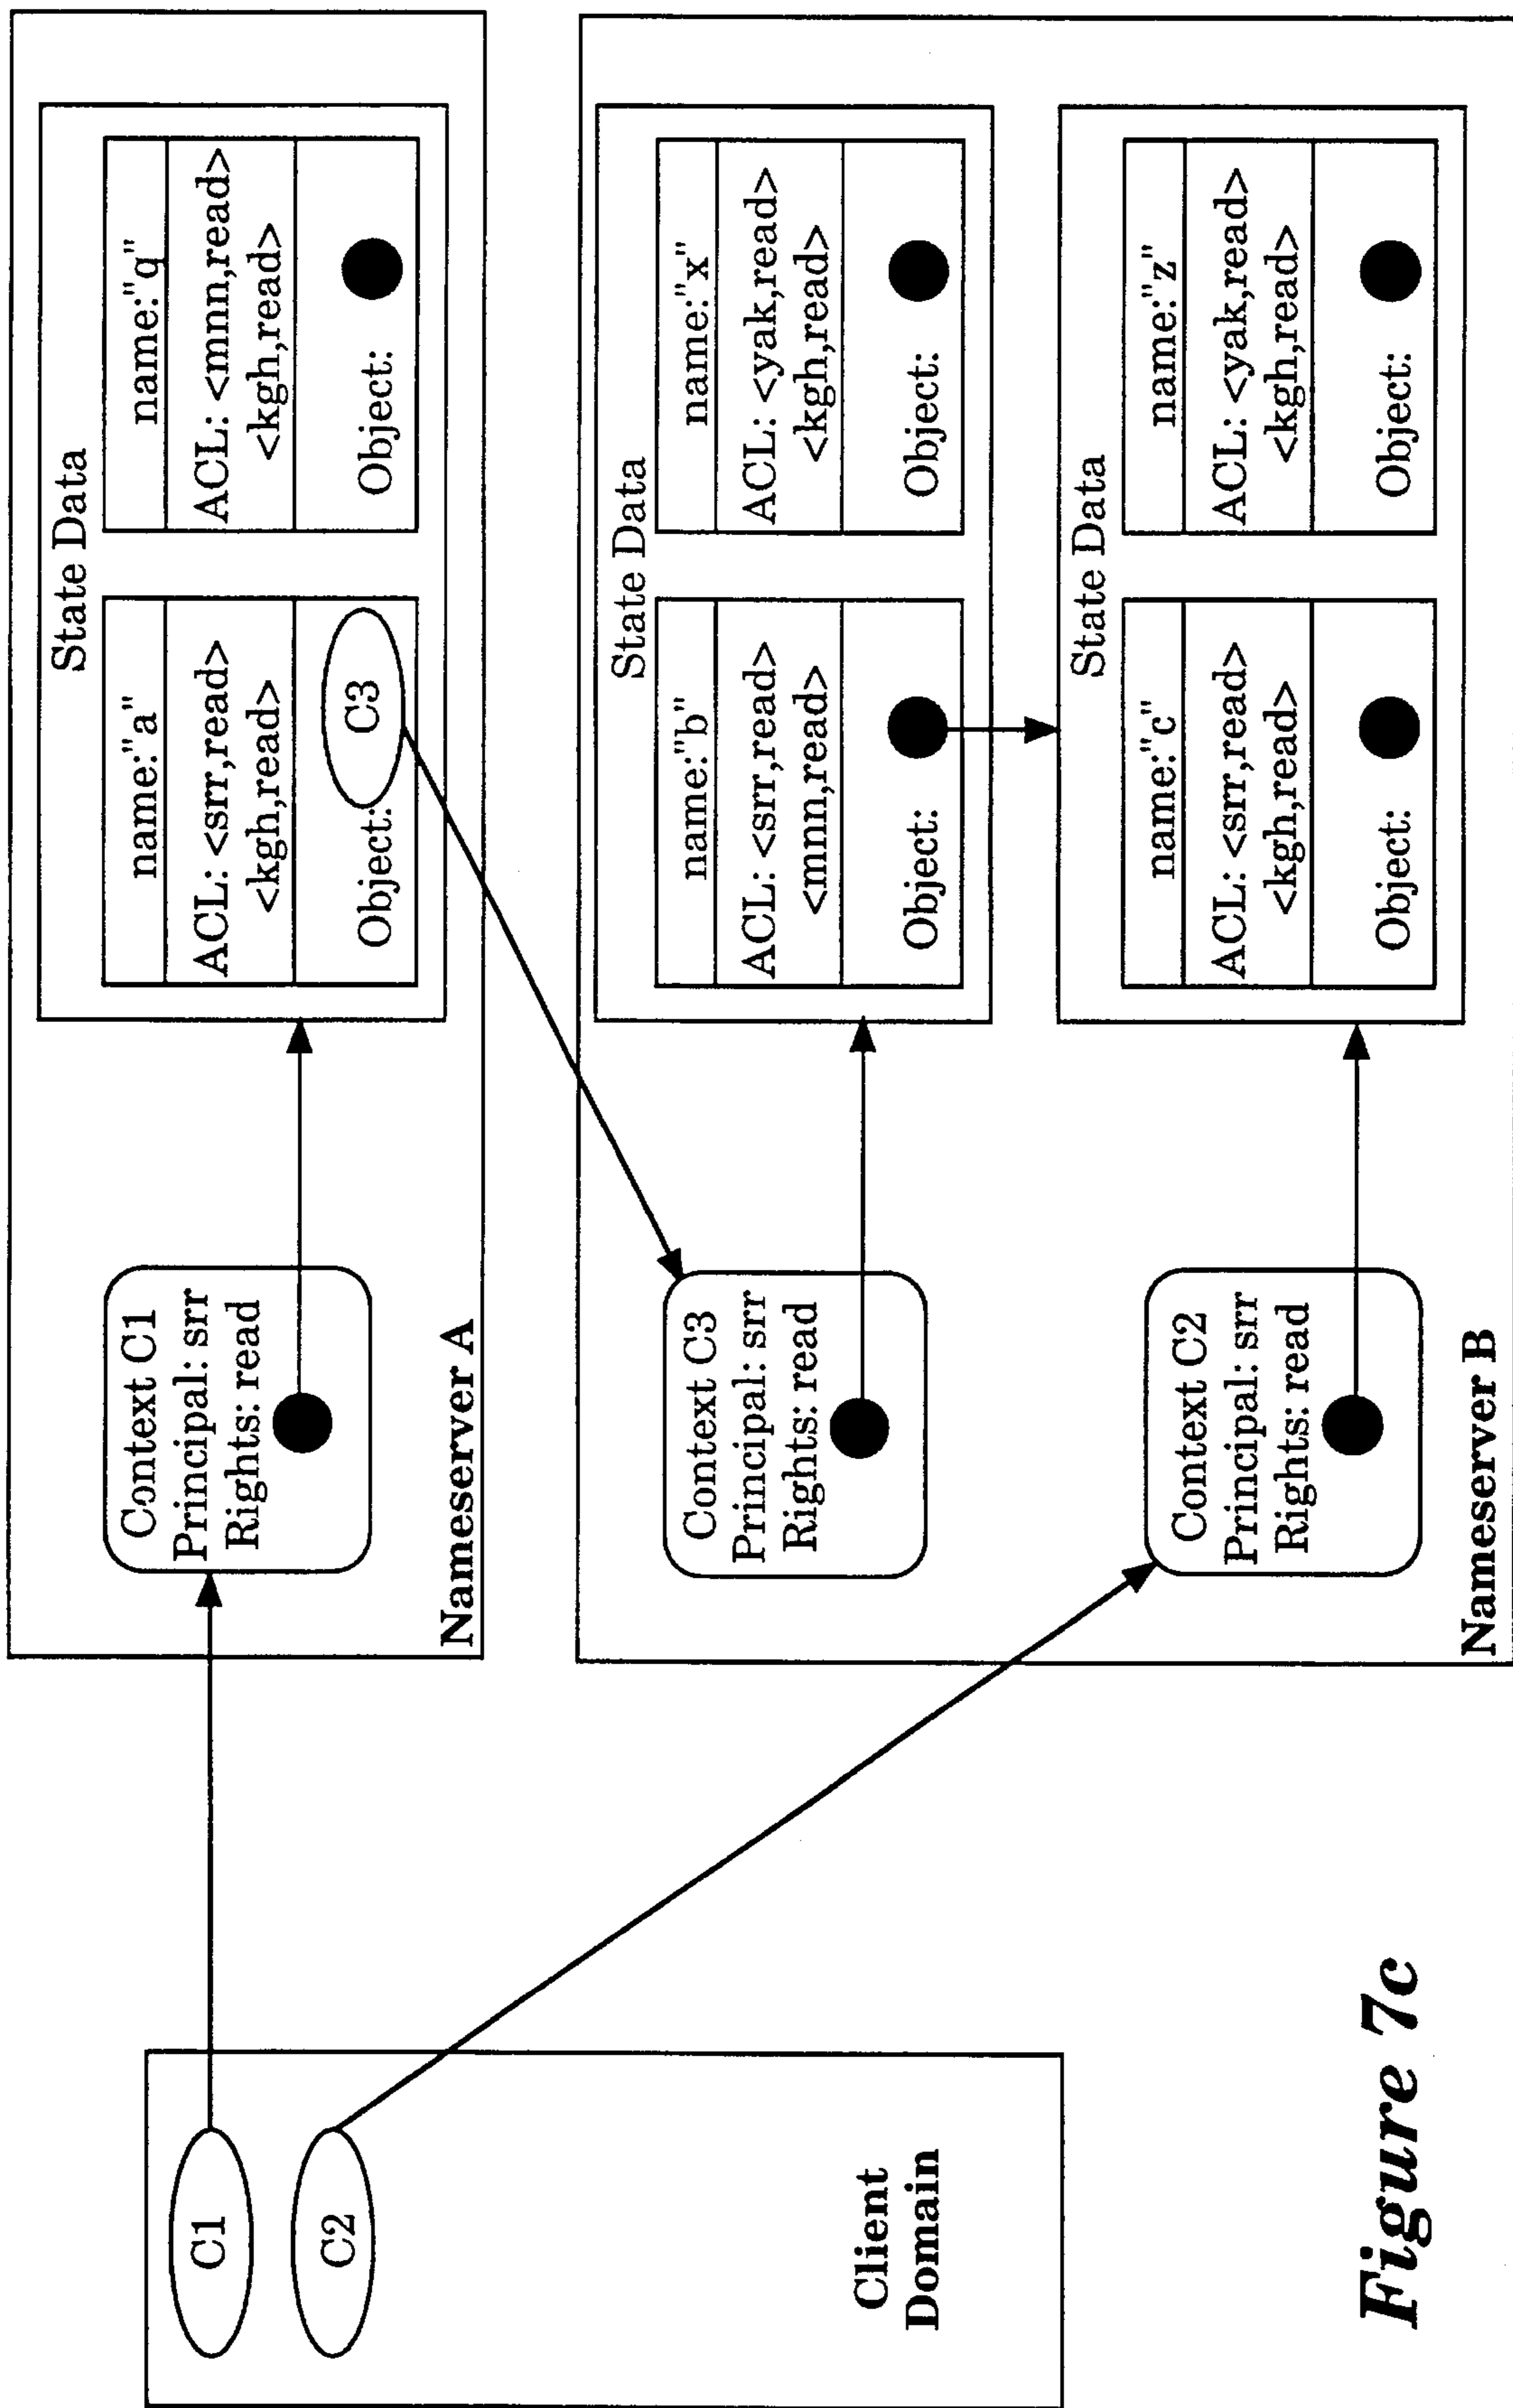 C1
C2
Client
Domain
Context C1
Principal: srr
Rights: read
Nameserver A
State Data
name:"a"
ACL: <srr,read>
<kgh,read>
Object:
C3
name:"q"
ACL: <mnn,read>
<kgh,read>
Object:
Context C3
Principal: srr
Rights: read
State Data
name:"b"
ACL: <srr,read>
<mnn,read>
Object:
name:"x"
ACL: <yak,read>
<kgh,read>
Object:
Context C2
Principal: srr
Rights: read
Nameserver B
State Data
name:"c"
ACL: <srr,read>
<kgh,read>
Object:
name:"z"
ACL: <yak,read>
<kgh,read>
Object:
Figure 7c